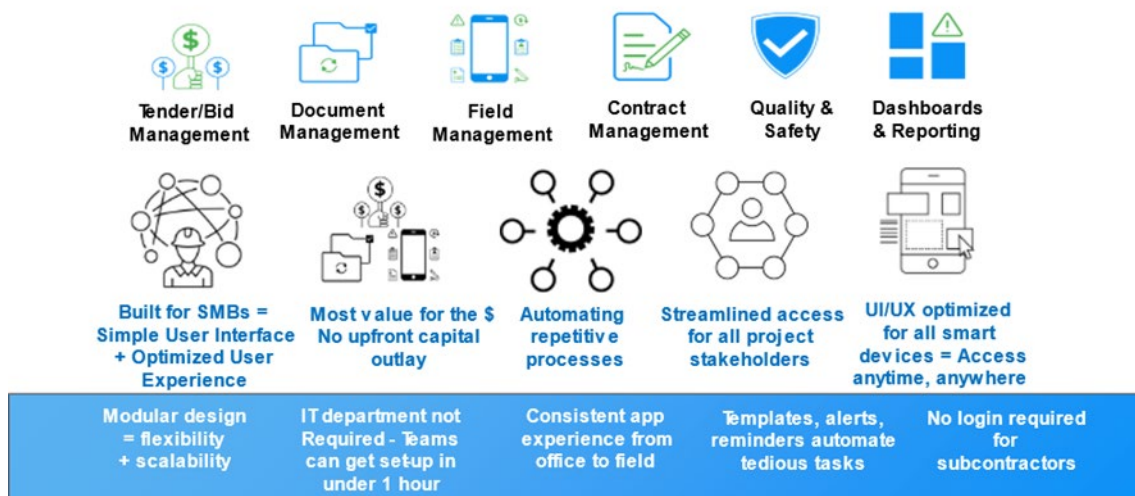 Tender/Bid
Management
Document
Management
Field
Management
Contract
Management
Quality &
Safety
Dashboards
& Reporting
Built for SMBs =
Simple User Interface
+ Optimized User
Experience
Most value for the $
No upfront capital
outlay
Automating
repetitive
processes
Streamlined access
for all project
stakeholders
UI/UX optimized
for all smart
devices = Access
anytime, anywhere
Modular design
= flexibility
+ scalability
IT department not
Required - Teams
can get set-up in
under 1 hour
Consistent app
experience from
office to field
Templates, alerts,
reminders automate
tedious tasks
No login required
for
subcontractors